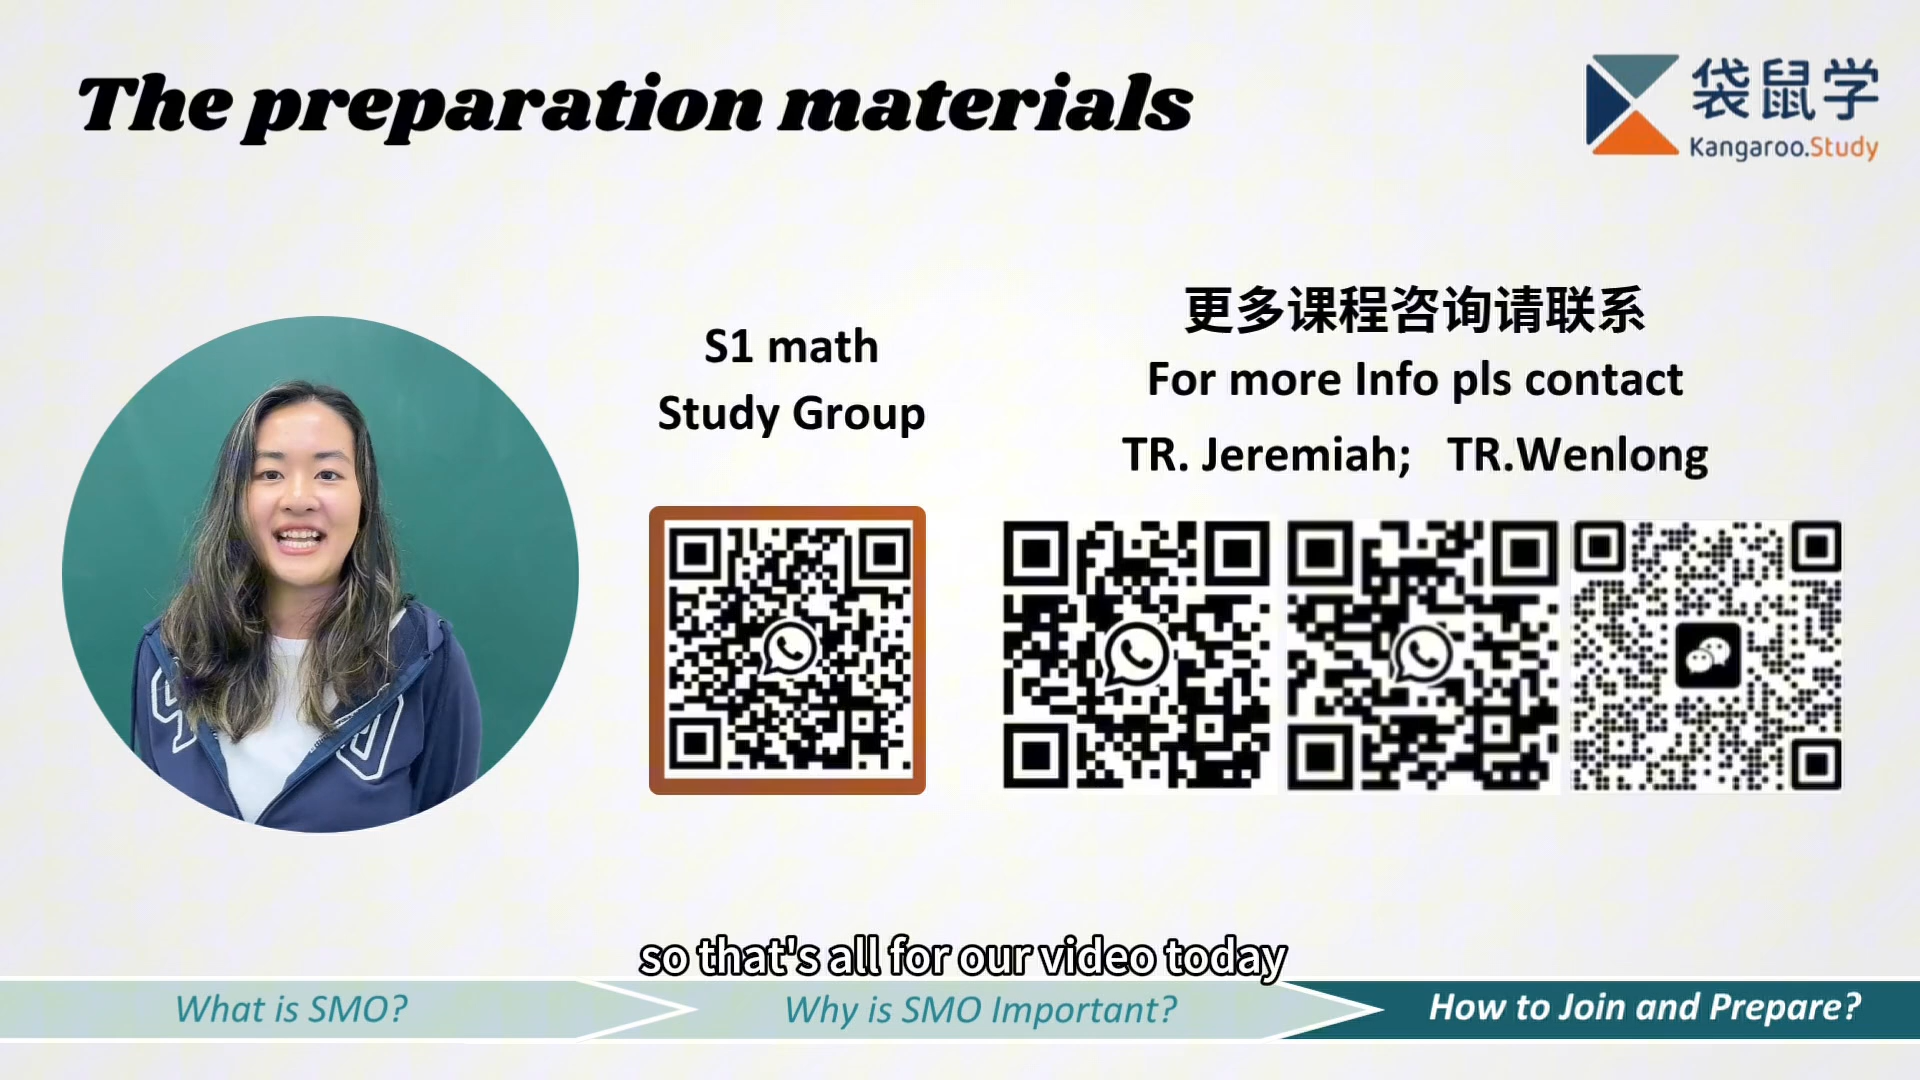 The preparation materials
袋鼠学
Kangaroo.Study
S1 math
Study Group
更多课程咨询请联系
For more Info pls contact
TR. Jeremiah; TR.Wenlong
so that's all for our video today
What is SMO?
Why is SMO Important?
How to Join and Prepare?